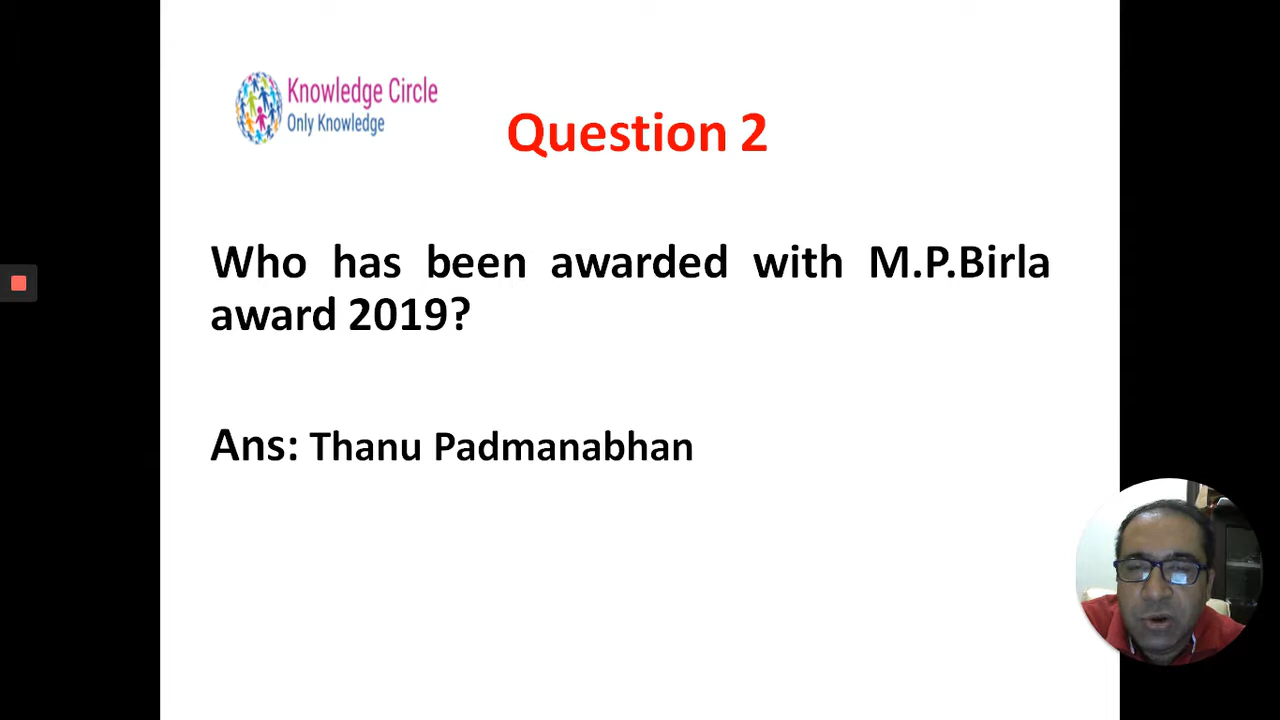 Knowledge Circle
Only Knowledge
Question 2
Who has been awarded with M.P.Birla
award 2019?
Ans: Thanu Padmanabhan